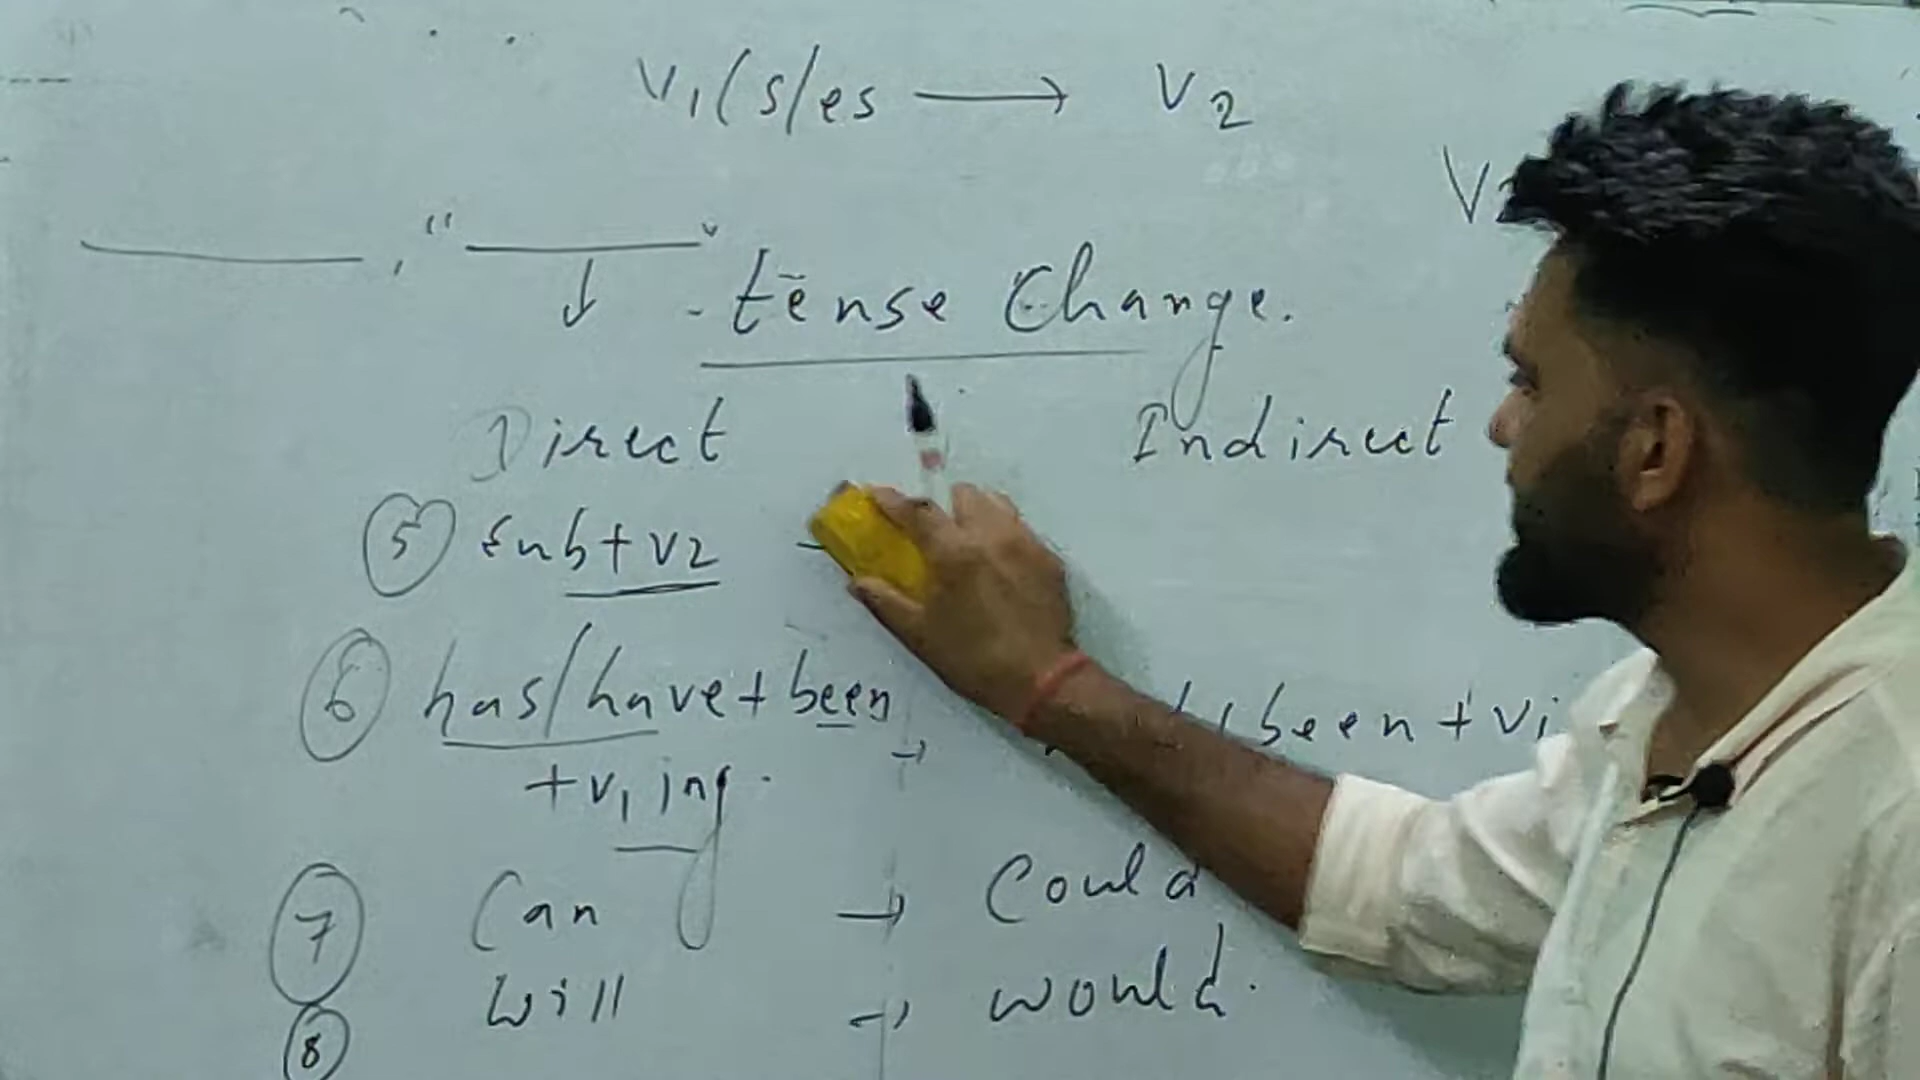 V1(s/es → V2
, " "
↓ - tense Change.
Direct Indirect
5 Sub+v2
6 has/have+been → been+vi
+v1 ing.
7 Can → Could
8 will → would.